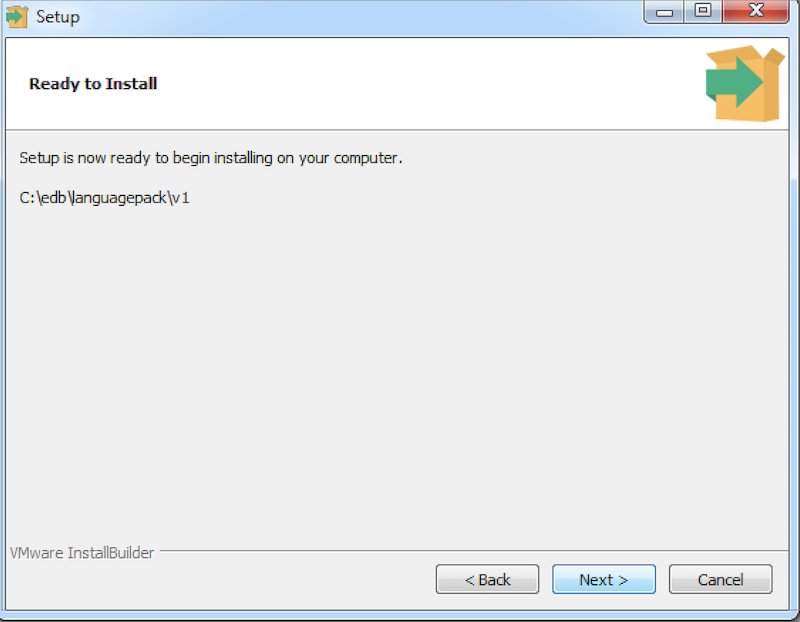 Setup
Ready to Install
Setup is now ready to begin installing on your computer.
C:\edb\languagepack\v1
VMware InstallBuilder
< Back Next > Cancel